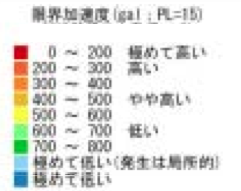 限界加速度(gal ; PL=15)
0 ～ 200 極めて高い
200 ～ 300 高い
300 ～ 400
400 ～ 500 やや高い
500 ～ 600
600 ～ 700 低い
700 ～ 800
極めて低い(発生は局所的)
極めて低い